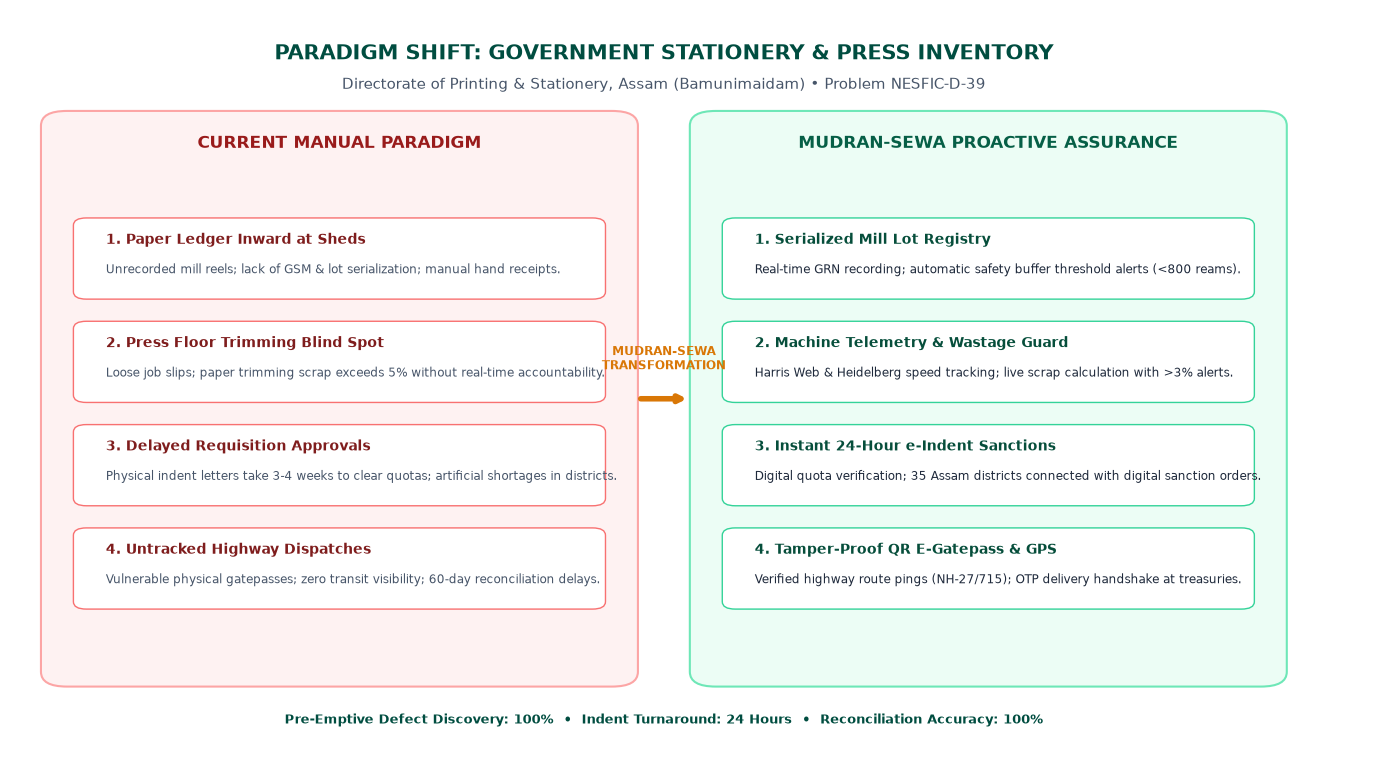 PARADIGM SHIFT: GOVERNMENT STATIONERY & PRESS INVENTORY
Directorate of Printing & Stationery, Assam (Bamunimaidam) • Problem NESFIC-D-39
CURRENT MANUAL PARADIGM
1. Paper Ledger Inward at Sheds
Unrecorded mill reels; lack of GSM & lot serialization; manual hand receipts.
2. Press Floor Trimming Blind Spot
Loose job slips; paper trimming scrap exceeds 5% without real-time accountability.
3. Delayed Requisition Approvals
Physical indent letters take 3-4 weeks to clear quotas; artificial shortages in districts.
4. Untracked Highway Dispatches
Vulnerable physical gatepasses; zero transit visibility; 60-day reconciliation delays.
MUDRAN-SEWA
TRANSFORMATION
MUDRAN-SEWA PROACTIVE ASSURANCE
1. Serialized Mill Lot Registry
Real-time GRN recording; automatic safety buffer threshold alerts (<800 reams).
2. Machine Telemetry & Wastage Guard
Harris Web & Heidelberg speed tracking; live scrap calculation with >3% alerts.
3. Instant 24-Hour e-Indent Sanctions
Digital quota verification; 35 Assam districts connected with digital sanction orders.
4. Tamper-Proof QR E-Gatepass & GPS
Verified highway route pings (NH-27/715); OTP delivery handshake at treasuries.
Pre-Emptive Defect Discovery: 100% • Indent Turnaround: 24 Hours • Reconciliation Accuracy: 100%